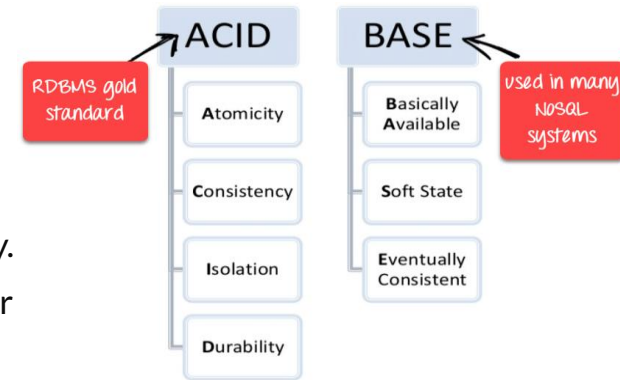 ACID
BASE
RDBMS gold
standard
used in many
NoSQL
systems
Atomicity
Consistency
Isolation
Durability
Basically
Available
Soft State
Eventually
Consistent
y.
r